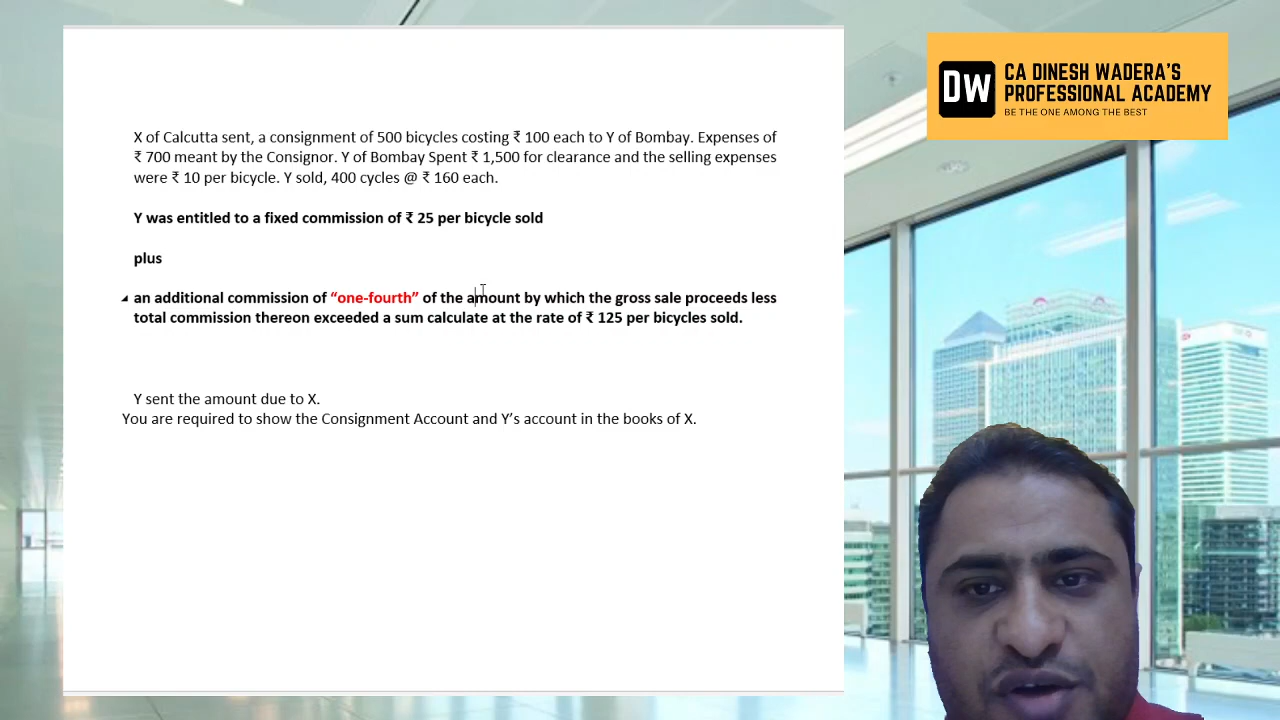 X of Calcutta sent, a consignment of 500 bicycles costing ₹ 100 each to Y of Bombay. Expenses of
₹ 700 meant by the Consignor. Y of Bombay Spent ₹ 1,500 for clearance and the selling expenses
were ₹ 10 per bicycle. Y sold, 400 cycles @ ₹ 160 each.
Y was entitled to a fixed commission of ₹ 25 per bicycle sold
plus
an additional commission of “one-fourth” of the amount by which the gross sale proceeds less
total commission thereon exceeded a sum calculate at the rate of ₹ 125 per bicycles sold.
Y sent the amount due to X.
You are required to show the Consignment Account and Y’s account in the books of X.
DW
CA DINESH WADERA'S
PROFESSIONAL ACADEMY
BE THE ONE AMONG THE BEST